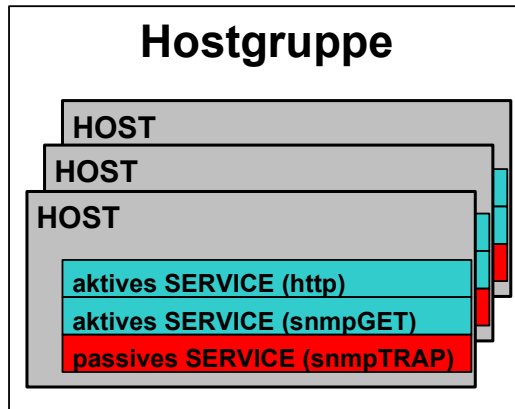 Hostgruppe
HOST
HOST
HOST
aktives SERVICE (http)
aktives SERVICE (snmpGET)
passives SERVICE (snmpTRAP)